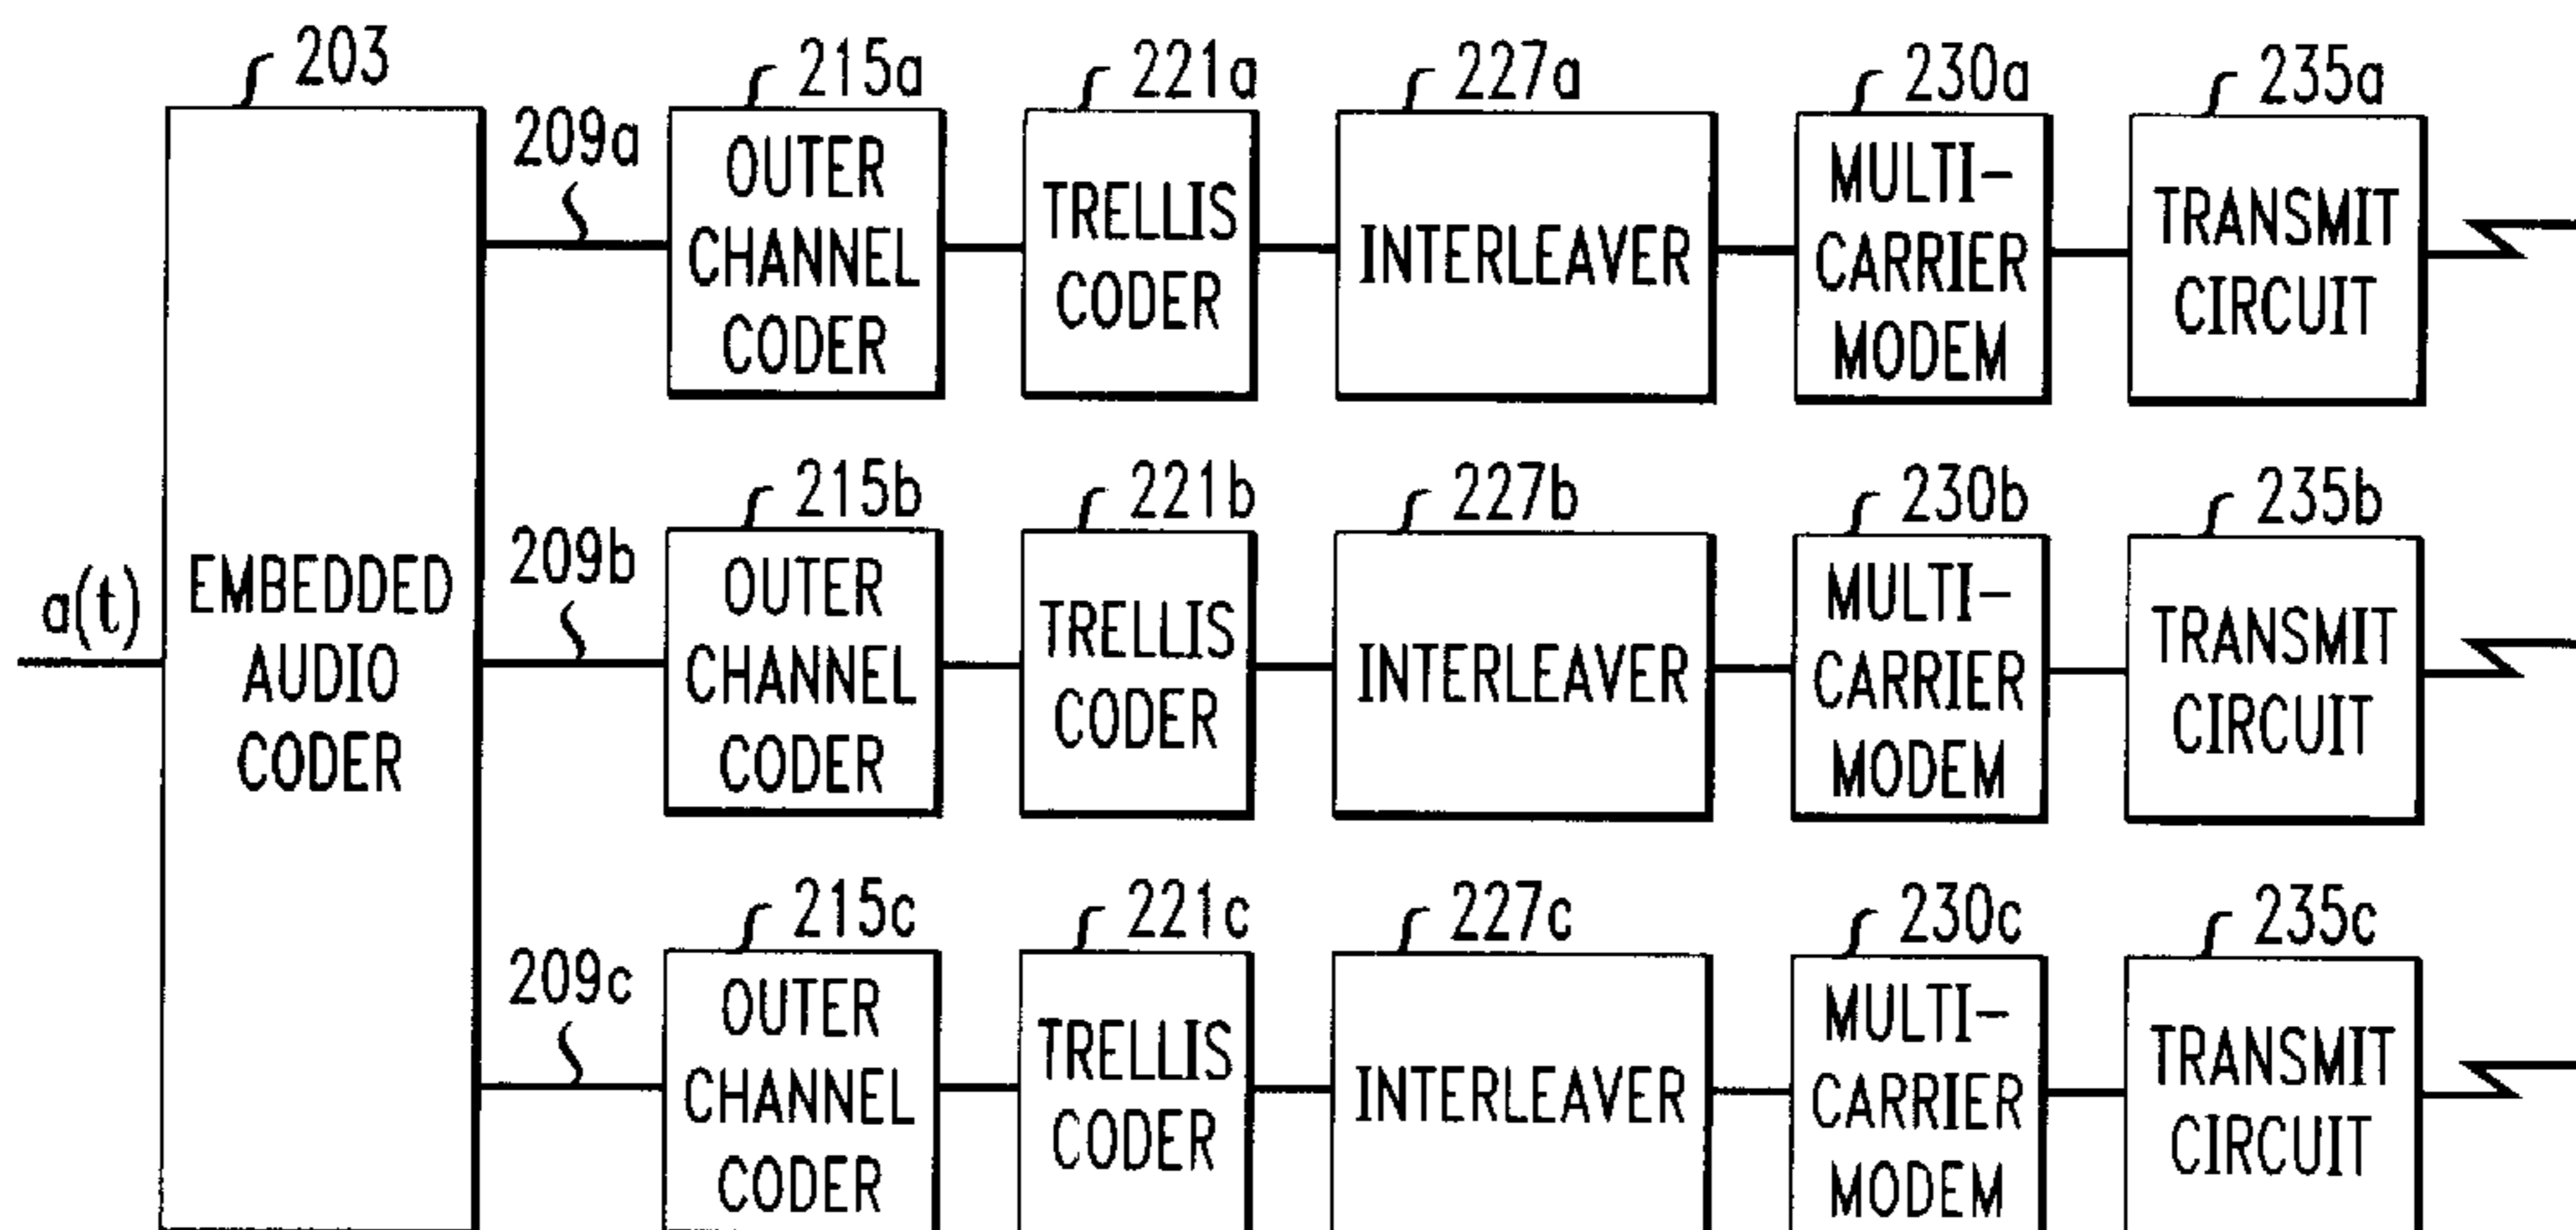 203
215a
221a
227a
230a
235a
209a
OUTER
CHANNEL
CODER
TRELLIS
CODER
INTERLEAVER
MULTI-
CARRIER
MODEM
TRANSMIT
CIRCUIT
a(t)
EMBEDDED
AUDIO
CODER
215b
221b
227b
230b
235b
209b
OUTER
CHANNEL
CODER
TRELLIS
CODER
INTERLEAVER
MULTI-
CARRIER
MODEM
TRANSMIT
CIRCUIT
215c
221c
227c
230c
235c
209c
OUTER
CHANNEL
CODER
TRELLIS
CODER
INTERLEAVER
MULTI-
CARRIER
MODEM
TRANSMIT
CIRCUIT